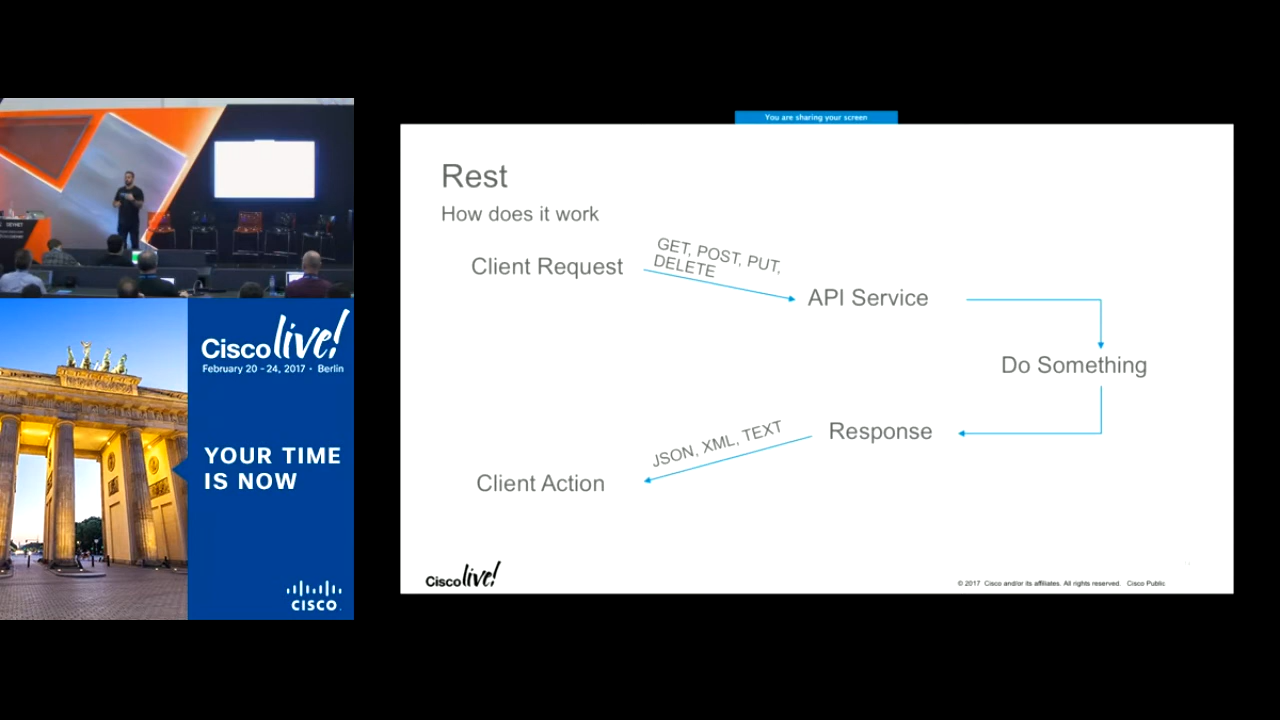 You are sharing your screen
Rest
How does it work
Client Request
GET, POST, PUT,
DELETE
API Service
Do Something
Response
JSON, XML, TEXT
Client Action
Cisco live!
© 2017 Cisco and/or its affiliates. All rights reserved. Cisco Public
Cisco live!
February 20 - 24, 2017 • Berlin
YOUR TIME
IS NOW
CISCO